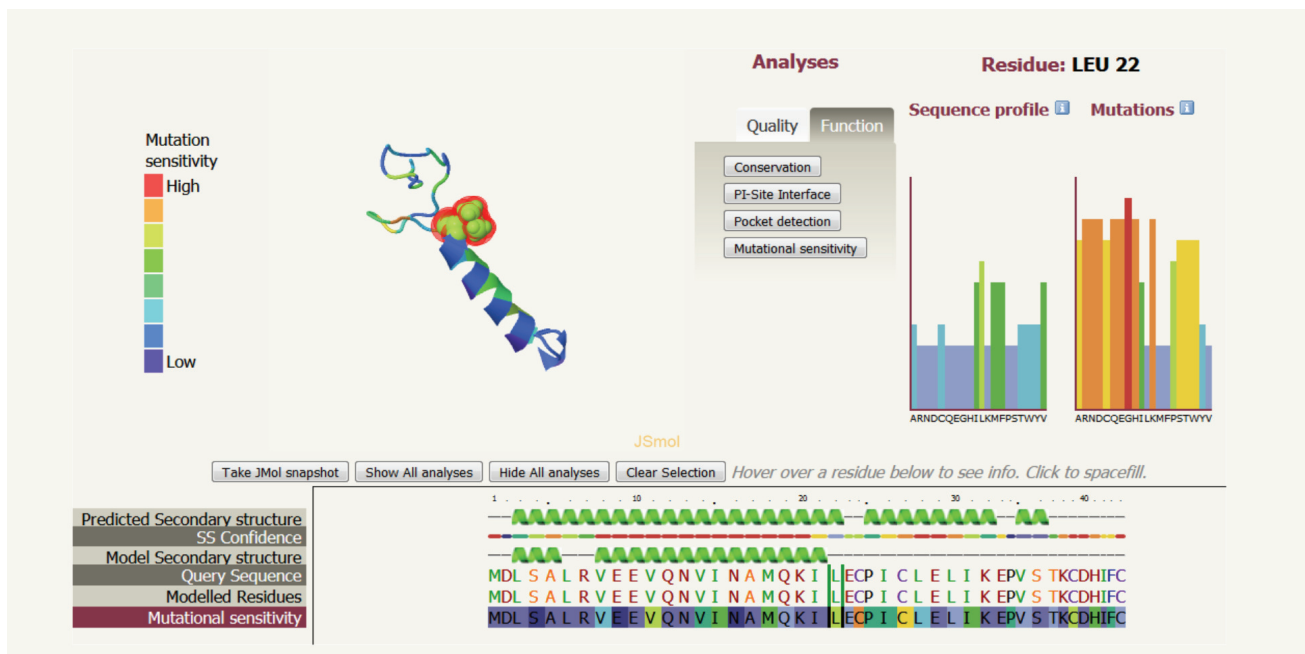 Analyses
Residue: LEU 22
Sequence profile
Mutations
Quality
Function
Mutation
sensitivity
High
Low
Conservation
PI-Site Interface
Pocket detection
Mutational sensitivity
ARNDCQEGHILKMFPSTWYV
ARNDCQEGHILKMFPSTWYV
JSmol
Take JMol snapshot
Show All analyses
Hide All analyses
Clear Selection
Hover over a residue below to see info. Click to spacefill.
1 . . . . . . . . 10 . . . . . . . . . 20 . . . . . . . . . 30 . . . . . . . . . 40 . . . .
Predicted Secondary structure
SS Confidence
Model Secondary structure
Query Sequence
MDLSALRVEEVQNVINAMQKILECPICLELIKEPVSTKCDHIFC
Modelled Residues
MDLSALRVEEVQNVINAMQKILECPICLELIKEPVSTKCDHIFC
Mutational sensitivity
MDLSALRVEEVQNVINAMQKILECPICLELIKEPVSTKCDHIFC